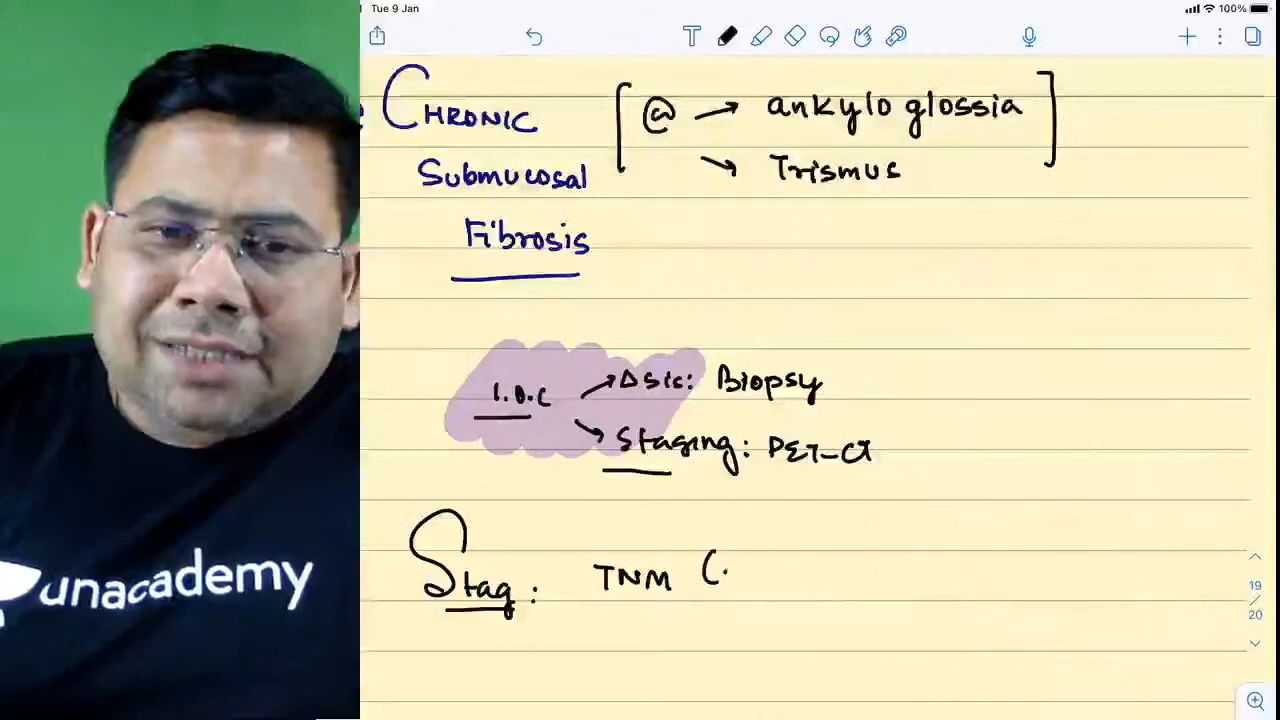 Tue 9 Jan
100%
CHRONIC
Submucosal
Fibrosis
[ @ → ankylo glossia ]
→ Trismus
I.O.C → Δsis: Biopsy
→ Staging: PET-CT
Stag: TNM (
19
/
20
unacademy